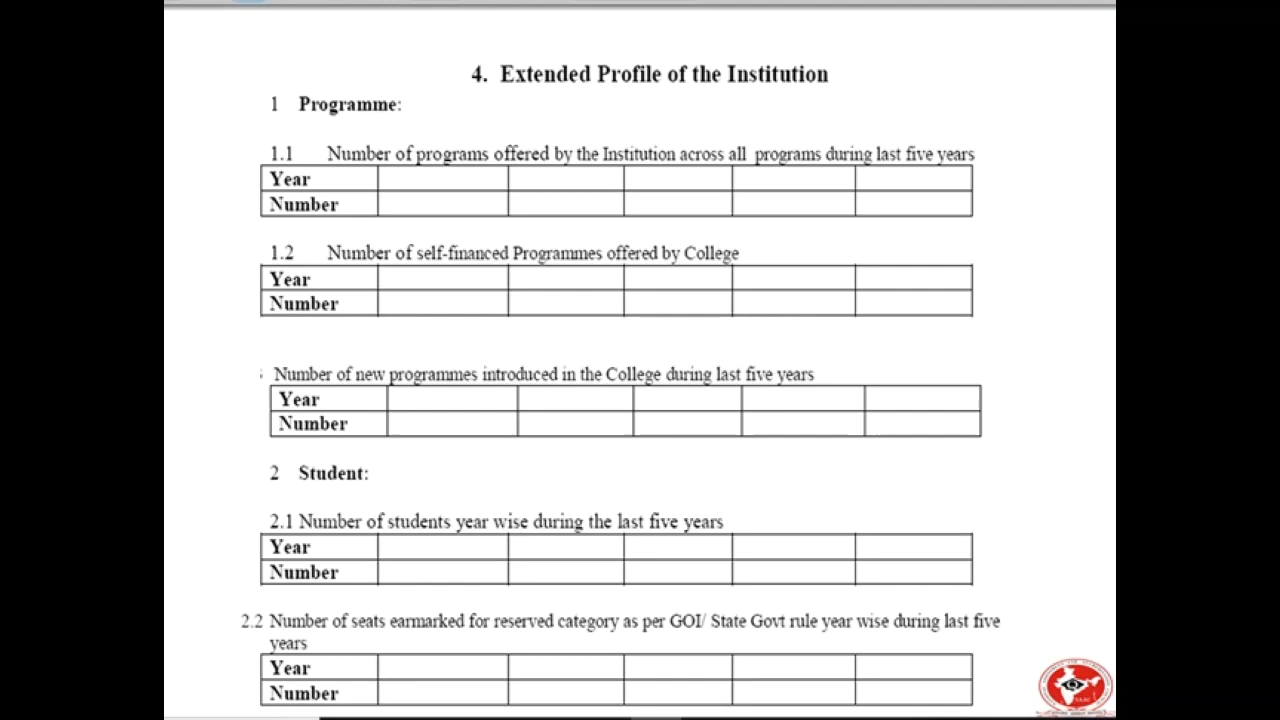 4. Extended Profile of the Institution
1 Programme:
1.1 Number of programs offered by the Institution across all programs during last five years
Year
Number
1.2 Number of self-financed Programmes offered by College
Year
Number
Number of new programmes introduced in the College during last five years
Year
Number
2 Student:
2.1 Number of students year wise during the last five years
Year
Number
2.2 Number of seats earmarked for reserved category as per GOI/ State Govt rule year wise during last five
years
Year
Number